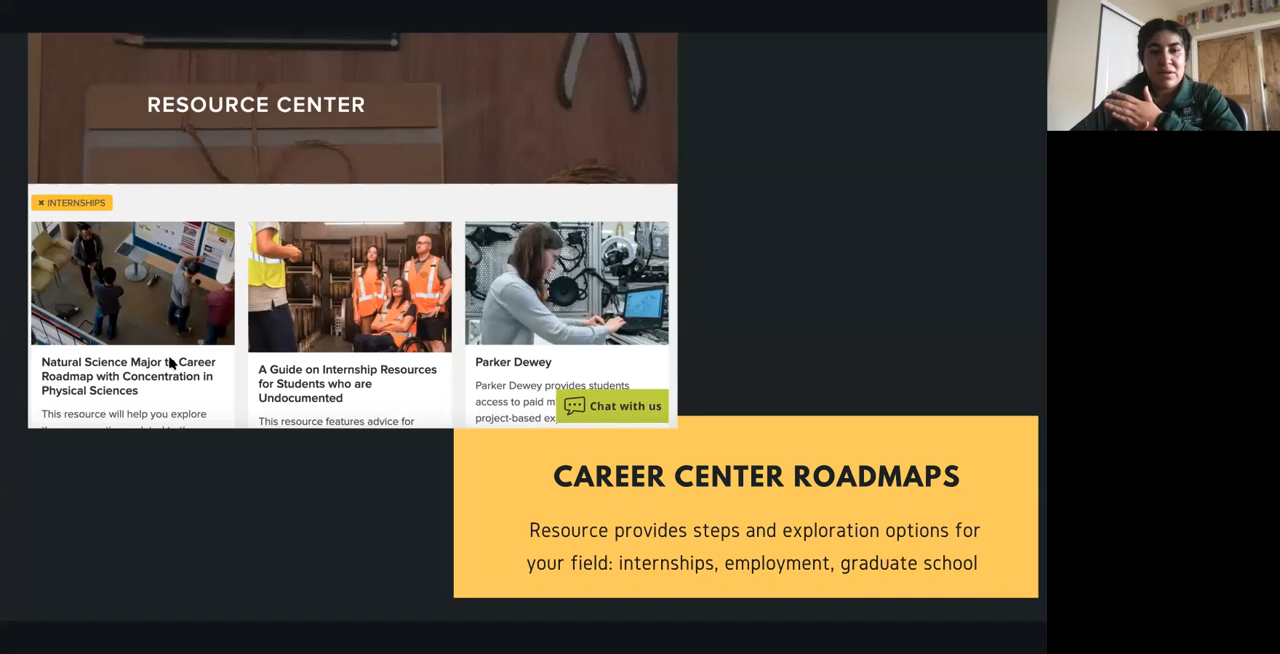 RESOURCE CENTER
✖ INTERNSHIPS
Natural Science Major to Career
Roadmap with Concentration in
Physical Sciences
This resource will help you explore
A Guide on Internship Resources
for Students who are
Undocumented
This resource features advice for
Parker Dewey
Parker Dewey provides students
access to paid
project-based
Chat with us
CAREER CENTER ROADMAPS
Resource provides steps and exploration options for
your field: internships, employment, graduate school